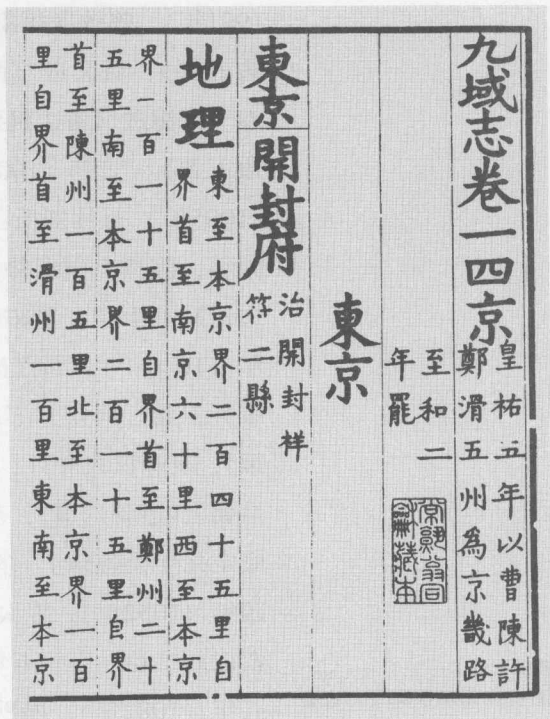 九域志卷一四京
皇祐五年以曹陳許
鄭滑五州為京畿路
至和二
年罷
東京
東京開封府
治開封祥
符二縣
地理
東至本京界二百四十五里自
界首至南京六十里西至本京
界一百一十五里自界首至鄭州二十
五里南至本京界二百一十五里自界
首至陳州一百五里北至本京界一百
里自界首至滑州一百里東南至本京